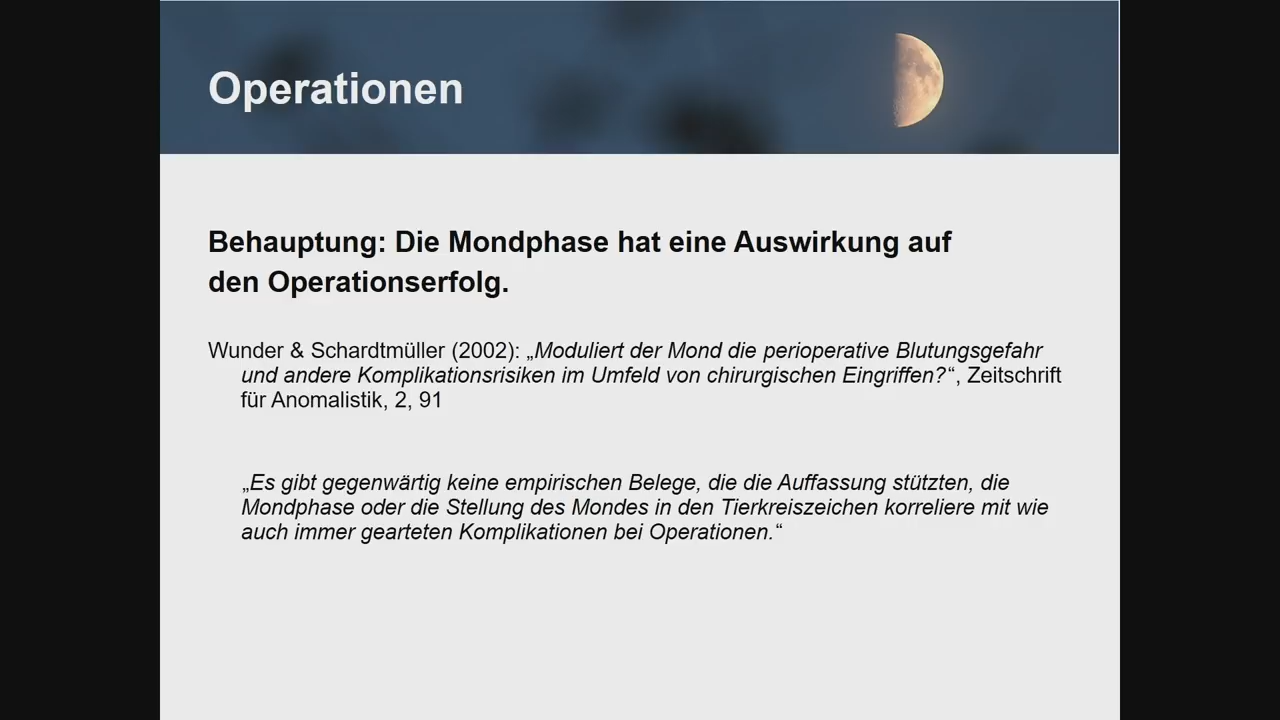 Operationen
Behauptung: Die Mondphase hat eine Auswirkung auf
den Operationserfolg.
Wunder & Schardtmüller (2002): „Moduliert der Mond die perioperative Blutungsgefahr
und andere Komplikationsrisiken im Umfeld von chirurgischen Eingriffen?“, Zeitschrift
für Anomalistik, 2, 91
„Es gibt gegenwärtig keine empirischen Belege, die die Auffassung stützten, die
Mondphase oder die Stellung des Mondes in den Tierkreiszeichen korreliere mit wie
auch immer gearteten Komplikationen bei Operationen.“